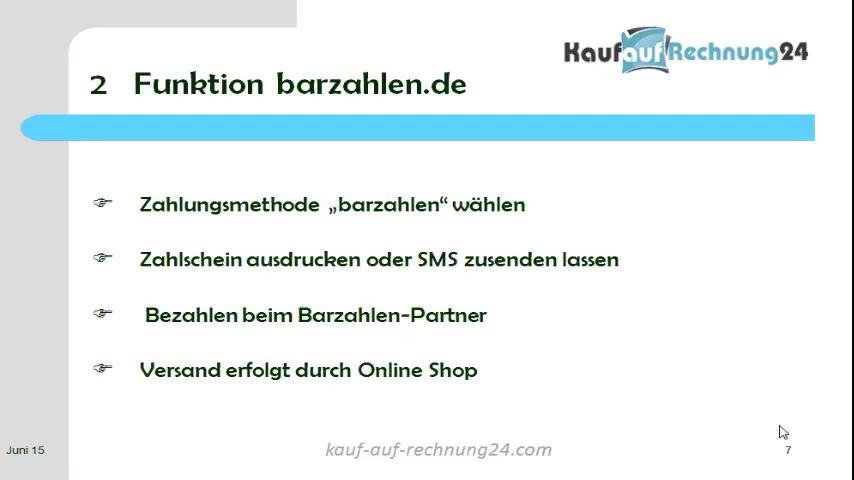 KaufaufRechnung24
2 Funktion barzahlen.de
Zahlungsmethode „barzahlen“ wählen
Zahlschein ausdrucken oder SMS zusenden lassen
Bezahlen beim Barzahlen-Partner
Versand erfolgt durch Online Shop
Juni 15
kauf-auf-rechnung24.com
7